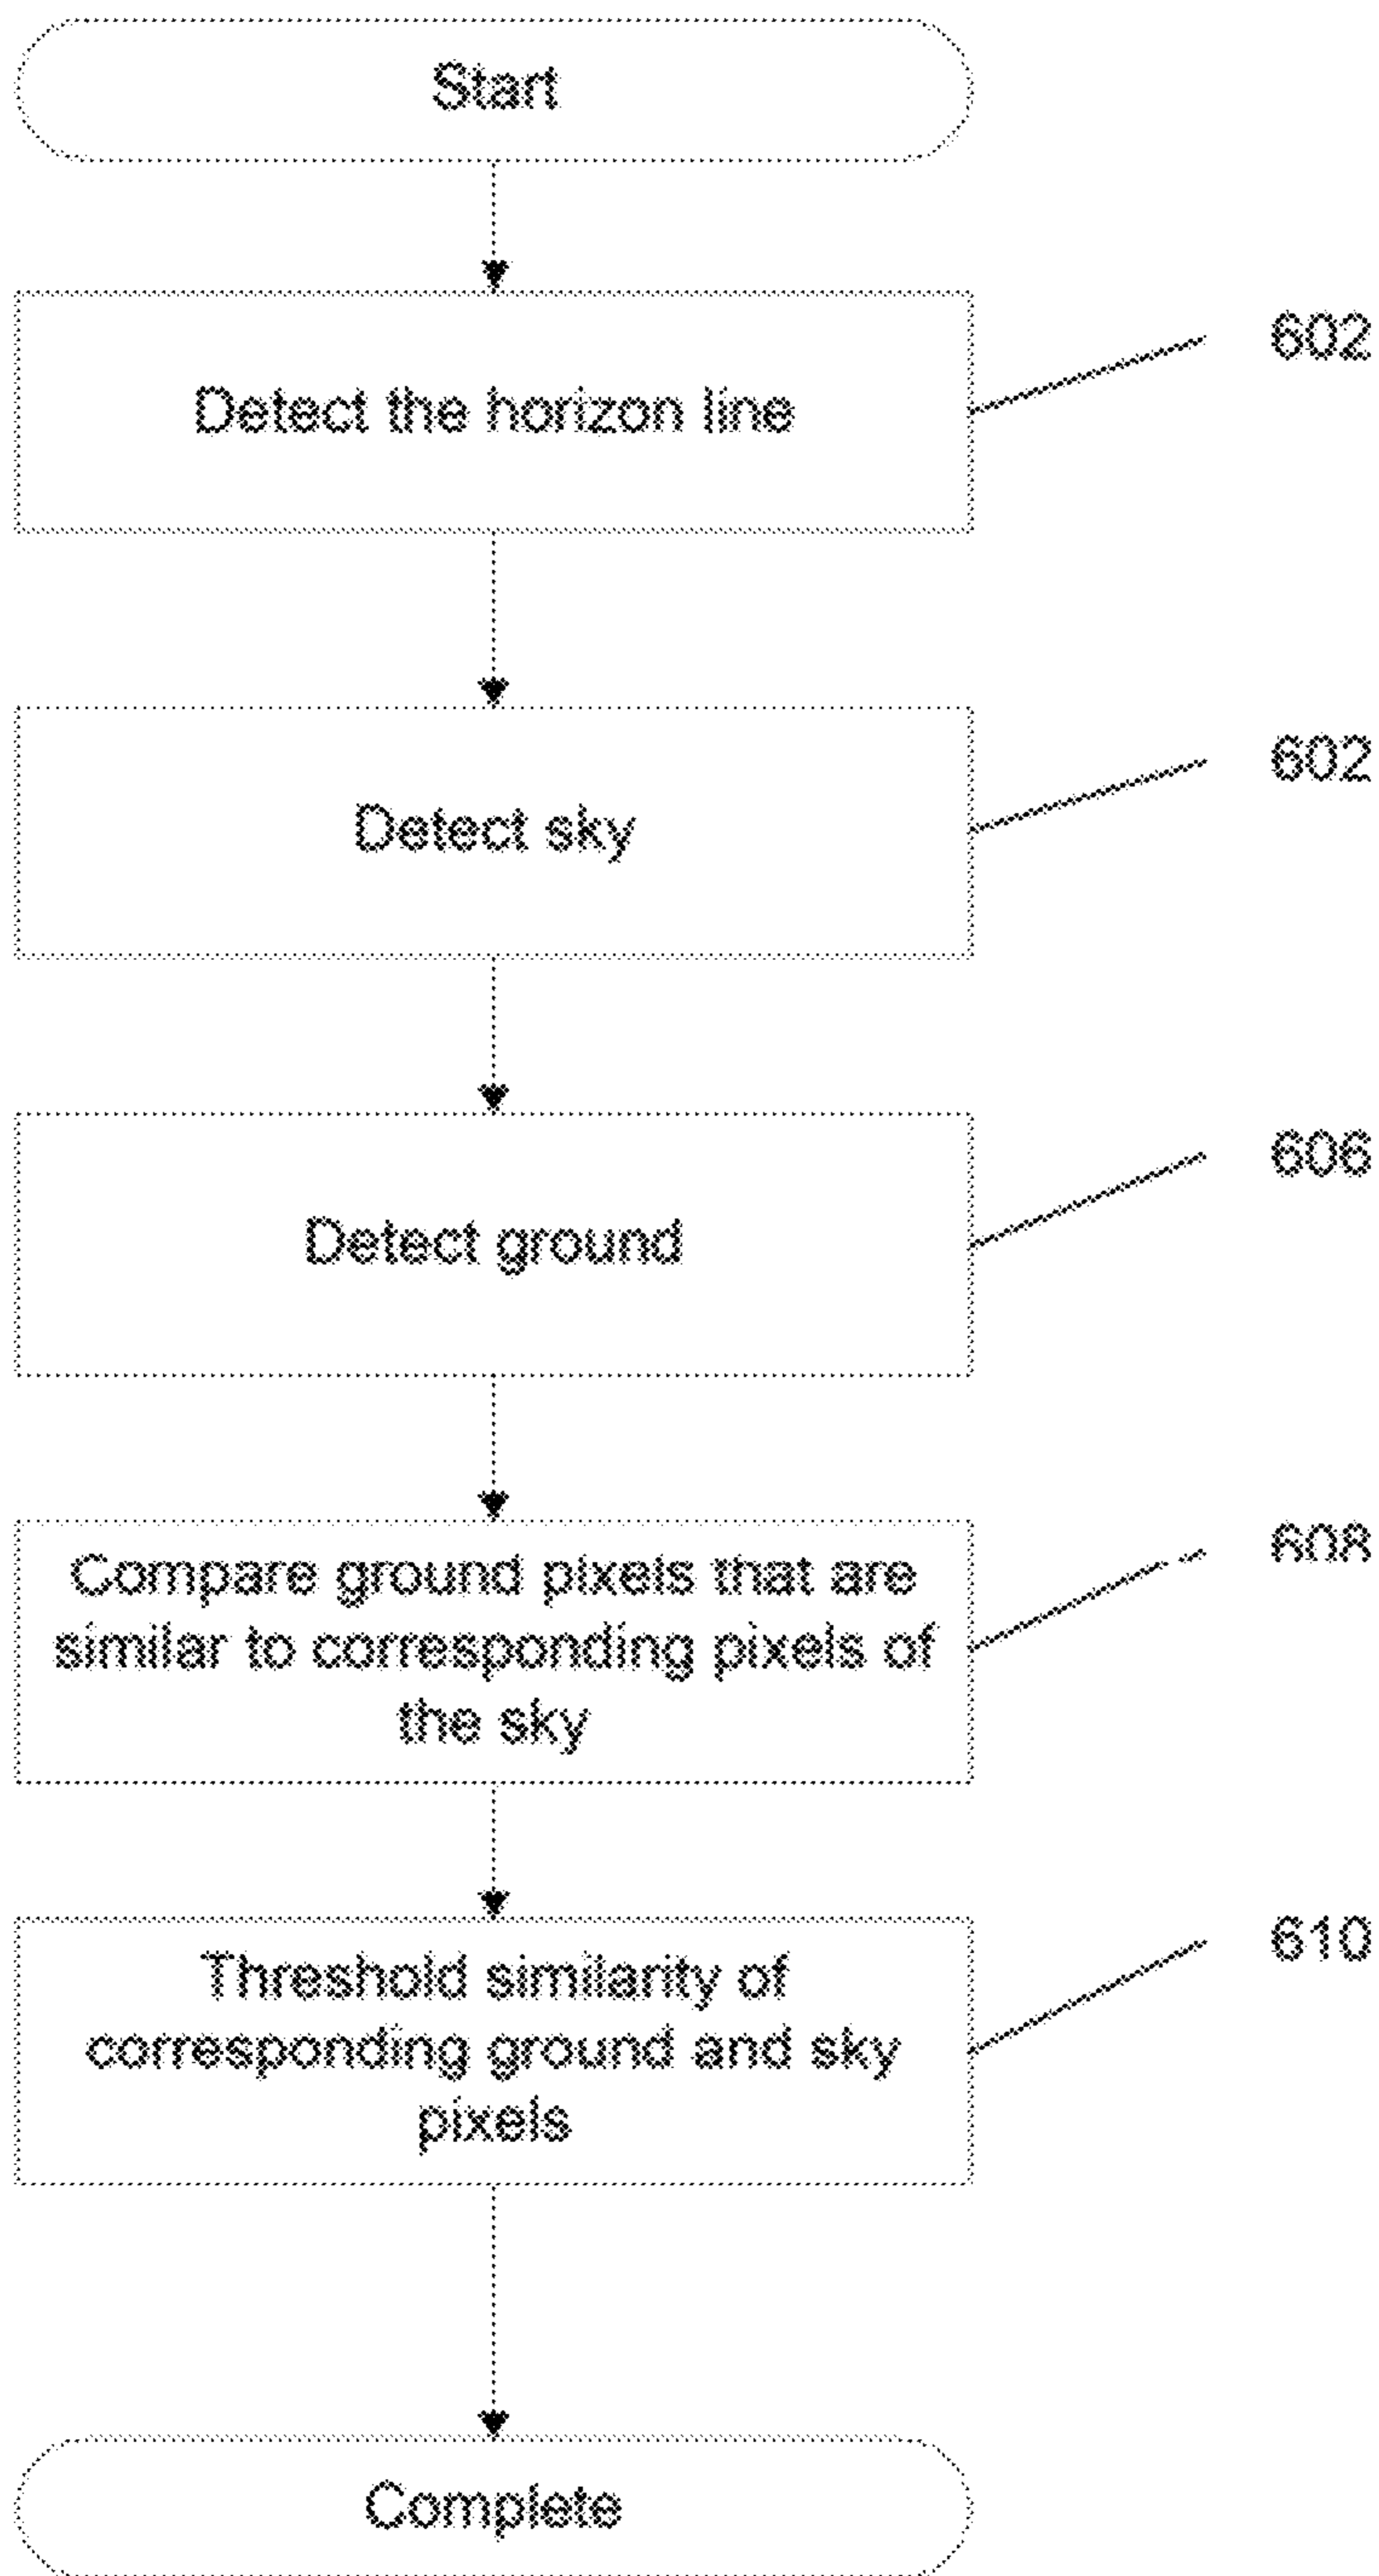 Start
Detect the horizon line
602
Detect sky
602
Detect ground
606
Compare ground pixels that are
similar to corresponding pixels of
the sky
608
Threshold similarity of
corresponding ground and sky
pixels
610
Complete